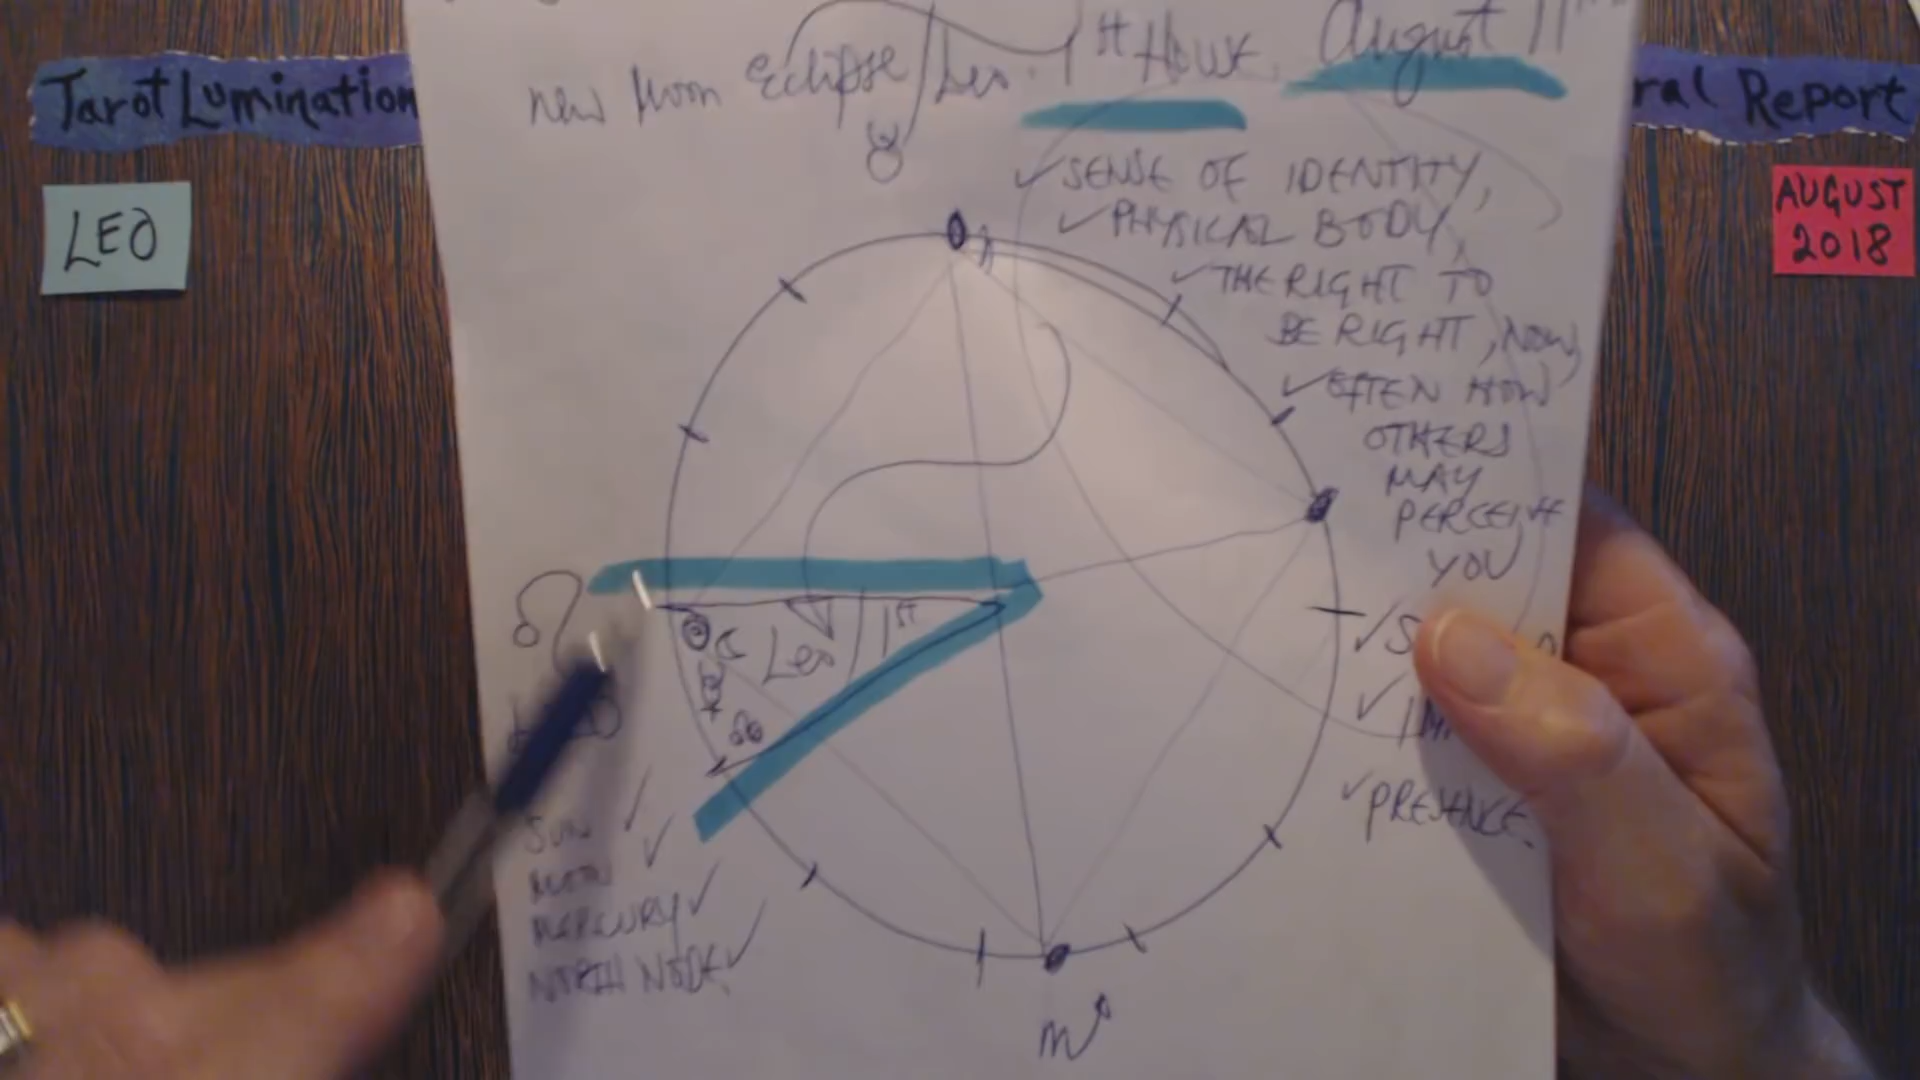 Tarot Lumination
ral Report
LEO
AUGUST
2018
New Moon Eclipse / Leo. 1st House August 11th
✓SENSE OF IDENTITY,
✓PHYSICAL BODY,
✓THE RIGHT TO
BE RIGHT, NOW,
✓OFTEN HOW
OTHERS
MAY
PERCEIVE
YOU
✓S
✓IM
✓PRESENCE.
♌
☉ ☾ Leo / 1st
☿
☊
SUN ✓
MOON ✓
MERCURY ✓
NORTH NODE ✓